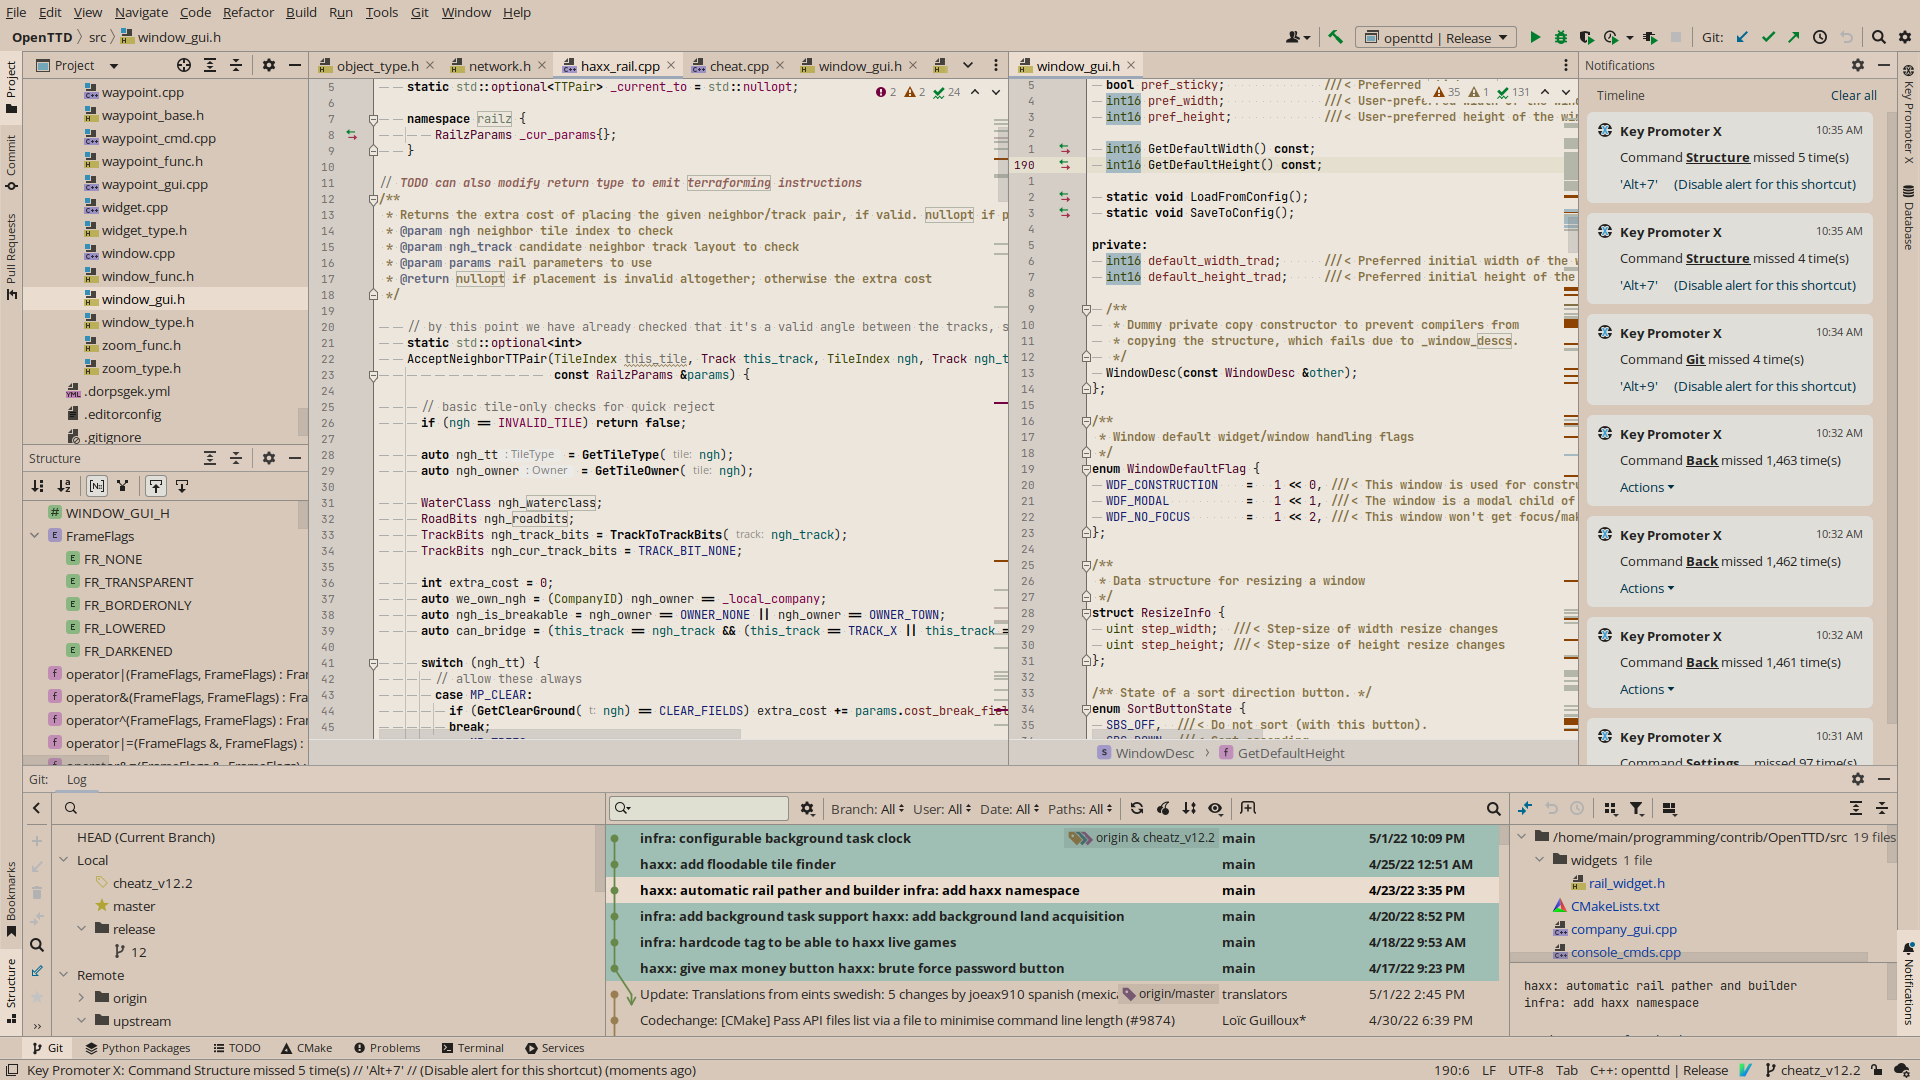 File Edit View Navigate Code Refactor Build Run Tools Git Window Help
OpenTTD src window_gui.h
openttd | Release Git:
Project
waypoint.cpp
waypoint_base.h
waypoint_cmd.cpp
waypoint_func.h
waypoint_gui.cpp
widget.cpp
widget_type.h
window.cpp
window_func.h
window_gui.h
window_type.h
zoom_func.h
zoom_type.h
.dorpsgek.yml
.editorconfig
.gitignore
Structure
WINDOW_GUI_H
FrameFlags
FR_NONE
FR_TRANSPARENT
FR_BORDERONLY
FR_LOWERED
FR_DARKENED
operator|(FrameFlags, FrameFlags) : Fra
operator&(FrameFlags, FrameFlags) : Fra
operator^(FrameFlags, FrameFlags) : Fra
operator|=(FrameFlags &, FrameFlags) :
Project
Commit
Pull Requests
Bookmarks
Structure
object_type.h network.h haxx_rail.cpp cheat.cpp window_gui.h
2 2 24
5 static std::optional<TTPair> _current_to = std::nullopt;
6
7 namespace railz {
8 RailzParams _cur_params{};
9 }
10
11 // TODO can also modify return type to emit terraforming instructions
12 /**
13 * Returns the extra cost of placing the given neighbor/track pair, if valid. nullopt if p
14 * @param ngh neighbor tile index to check
15 * @param ngh_track candidate neighbor track layout to check
16 * @param params rail parameters to use
17 * @return nullopt if placement is invalid altogether; otherwise the extra cost
18 */
19
20 // by this point we have already checked that it's a valid angle between the tracks, s
21 static std::optional<int>
22 AcceptNeighborTTPair(TileIndex this_tile, Track this_track, TileIndex ngh, Track ngh_t
23 const RailzParams &params) {
24
25 // basic tile-only checks for quick reject
26 if (ngh == INVALID_TILE) return false;
27
28 auto ngh_tt : TileType = GetTileType( tile: ngh);
29 auto ngh_owner : Owner = GetTileOwner( tile: ngh);
30
31 WaterClass ngh_waterclass;
32 RoadBits ngh_roadbits;
33 TrackBits ngh_track_bits = TrackToTrackBits( track: ngh_track);
34 TrackBits ngh_cur_track_bits = TRACK_BIT_NONE;
35
36 int extra_cost = 0;
37 auto we_own_ngh = (CompanyID) ngh_owner == _local_company;
38 auto ngh_is_breakable = ngh_owner == OWNER_NONE || ngh_owner == OWNER_TOWN;
39 auto can_bridge = (this_track == ngh_track && (this_track == TRACK_X || this_track =
40
41 switch (ngh_tt) {
42 // allow these always
43 case MP_CLEAR:
44 if (GetClearGround( t: ngh) == CLEAR_FIELDS) extra_cost += params.cost_break_fiel
45 break;
window_gui.h
35 1 131
5 bool pref_sticky; ///< Preferred
4 int16 pref_width; ///< User-preferred width of the win
3 int16 pref_height; ///< User-preferred height of the wi
2
1 int16 GetDefaultWidth() const;
190 int16 GetDefaultHeight() const;
1
2 static void LoadFromConfig();
3 static void SaveToConfig();
4
5 private:
6 int16 default_width_trad; ///< Preferred initial width of the w
7 int16 default_height_trad; ///< Preferred initial height of the
8
9 /**
10 * Dummy private copy constructor to prevent compilers from
11 * copying the structure, which fails due to _window_descs.
12 */
13 WindowDesc(const WindowDesc &other);
14 };
15
16 /**
17 * Window default widget/window handling flags
18 */
19 enum WindowDefaultFlag {
20 WDF_CONSTRUCTION = 1 << 0, ///< This window is used for constru
21 WDF_MODAL = 1 << 1, ///< The window is a modal child of
22 WDF_NO_FOCUS = 1 << 2, ///< This window won't get focus/mak
23 };
24
25 /**
26 * Data structure for resizing a window
27 */
28 struct ResizeInfo {
29 uint step_width; ///< Step-size of width resize changes
30 uint step_height; ///< Step-size of height resize changes
31 };
32
33 /** State of a sort direction button. */
34 enum SortButtonState {
35 SBS_OFF, ///< Do not sort (with this button).
WindowDesc GetDefaultHeight
Notifications
Timeline Clear all
Key Promoter X 10:35 AM
Command Structure missed 5 time(s)
'Alt+7' (Disable alert for this shortcut)
Key Promoter X 10:35 AM
Command Structure missed 4 time(s)
'Alt+7' (Disable alert for this shortcut)
Key Promoter X 10:34 AM
Command Git missed 4 time(s)
'Alt+9' (Disable alert for this shortcut)
Key Promoter X 10:32 AM
Command Back missed 1,463 time(s)
Actions
Key Promoter X 10:32 AM
Command Back missed 1,462 time(s)
Actions
Key Promoter X 10:32 AM
Command Back missed 1,461 time(s)
Actions
Key Promoter X 10:31 AM
Command Settings missed 97 time(s)
Key Promoter X
Database
Notifications
Git: Log
HEAD (Current Branch)
Local
cheatz_v12.2
master
release
12
Remote
origin
upstream
Branch: All User: All Date: All Paths: All
infra: configurable background task clock origin & cheatz_v12.2 main 5/1/22 10:09 PM
haxx: add floodable tile finder main 4/25/22 12:51 AM
haxx: automatic rail pather and builder infra: add haxx namespace main 4/23/22 3:35 PM
infra: add background task support haxx: add background land acquisition main 4/20/22 8:52 PM
infra: hardcode tag to be able to haxx live games main 4/18/22 9:53 AM
haxx: give max money button haxx: brute force password button main 4/17/22 9:23 PM
Update: Translations from eints swedish: 5 changes by joeax910 spanish (mexica origin/master translators 5/1/22 2:45 PM
Codechange: [CMake] Pass API files list via a file to minimise command line length (#9874) Loïc Guilloux* 4/30/22 6:39 PM
/home/main/programming/contrib/OpenTTD/src 19 files
widgets 1 file
rail_widget.h
CMakeLists.txt
company_gui.cpp
console_cmds.cpp
haxx: automatic rail pather and builder
infra: add haxx namespace
Git Python Packages TODO CMake Problems Terminal Services
Key Promoter X: Command Structure missed 5 time(s) // 'Alt+7' // (Disable alert for this shortcut) (moments ago)
190:6 LF UTF-8 Tab C++: openttd | Release cheatz_v12.2